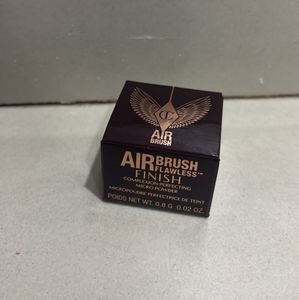 AIR
BRUSH
AIRBRUSH
FLAWLESS™
FINISH
COMPLEXION PERFECTING
MICRO POWDER
MICROPOUDRE PERFECTRICE DE TEINT
POIDS NET WT. 0.8 G 0.02 OZ.